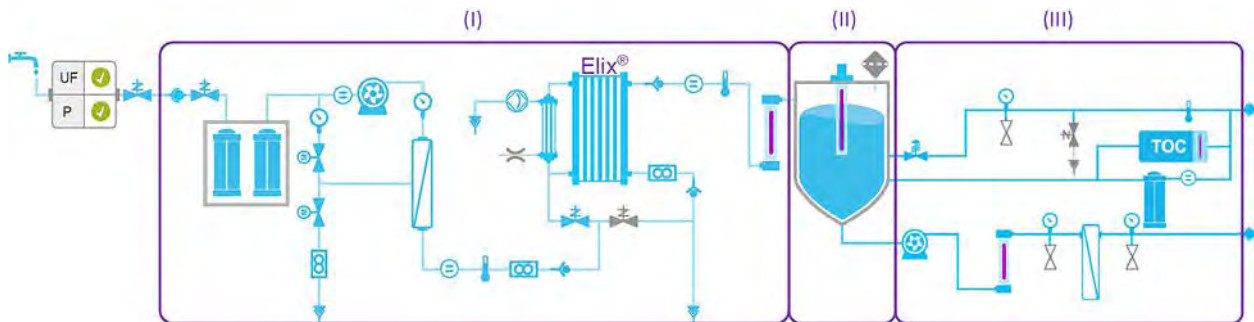 (I)
(II)
(III)
UF
P
Elix®
TOC